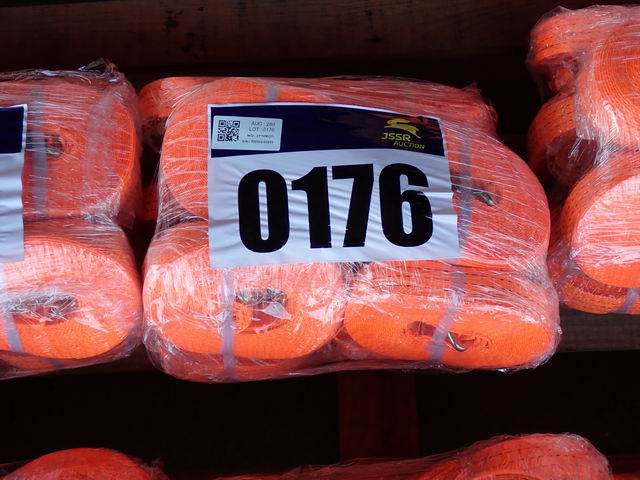 AUC : 280
LOT : 0176
JSSR
AUCTION
0176